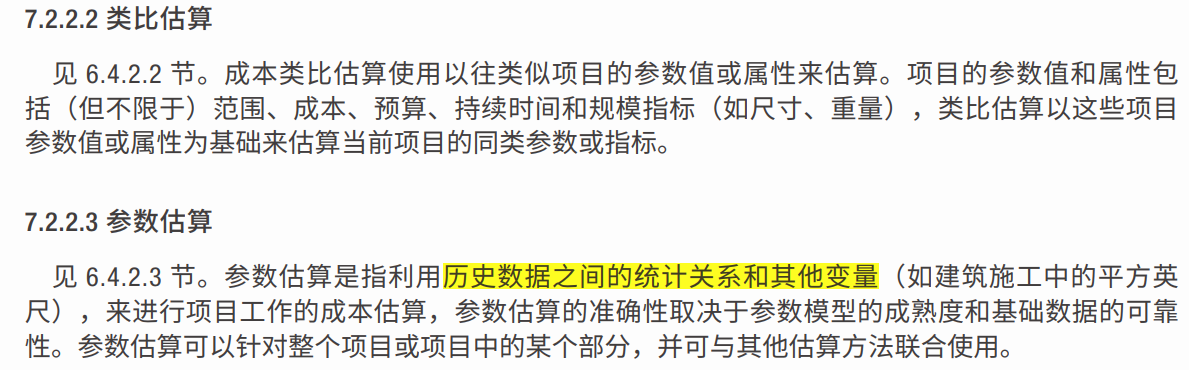 7.2.2.2 类比估算
见 6.4.2.2 节。成本类比估算使用以往类似项目的参数值或属性来估算。项目的参数值和属性包
括（但不限于）范围、成本、预算、持续时间和规模指标（如尺寸、重量），类比估算以这些项目
参数值或属性为基础来估算当前项目的同类参数或指标。
7.2.2.3 参数估算
见 6.4.2.3 节。参数估算是指利用历史数据之间的统计关系和其他变量（如建筑施工中的平方英
尺），来进行项目工作的成本估算，参数估算的准确性取决于参数模型的成熟度和基础数据的可靠
性。参数估算可以针对整个项目或项目中的某个部分，并可与其他估算方法联合使用。